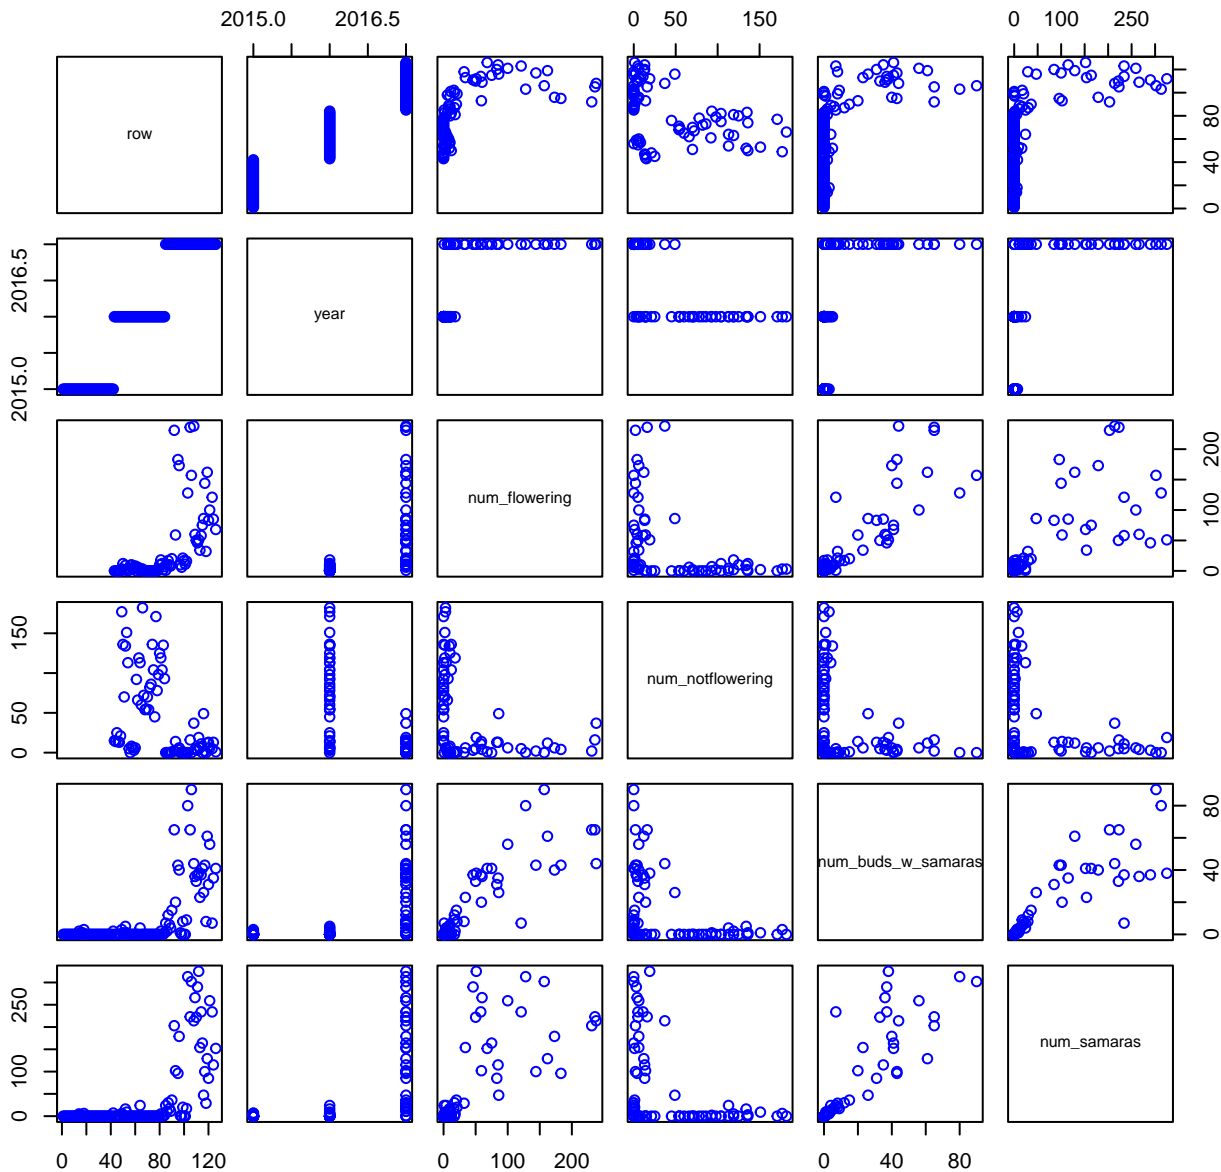 2015.0 2016.5 0 50 150 0 100 250
row
0 40 80
2015.0 2016.5
year
num_flowering
0 100 200
0 50 150
num_notflowering
num_buds_w_samaras
0 40 80
0 100 250
num_samaras
0 40 80 120 0 100 200 0 40 80